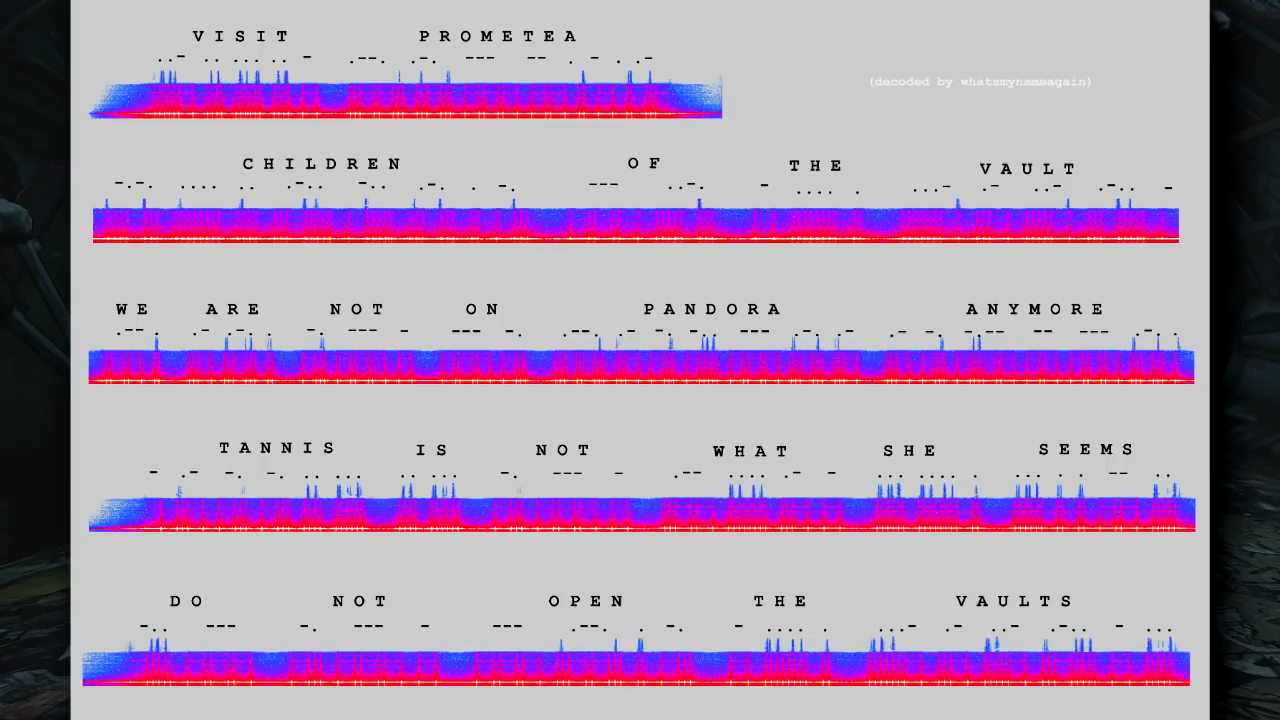 VISIT PROMETEA
..- .. ... .. - .--. .-. --- -- . - . .-
(decoded by whatsmynameagain)
CHILDREN OF THE VAULT
-.-. .... .. .-.. -.. .-. . -. --- ..-. - .... . ...- .- ..- .-.. -
WE ARE NOT ON PANDORA ANYMORE
.-- . .- .-. . -. --- - --- -. .--. .- -. -.. --- .-. .- .- -. -.-- -- --- .-. .
TANNIS IS NOT WHAT SHE SEEMS
- .- -. -. .. ... .. ... -. --- - .-- .... .- - ... .... . ... . . -- ...
DO NOT OPEN THE VAULTS
-.. --- -. --- - --- .--. . -. - .... . ...- .- ..- .-.. - ...